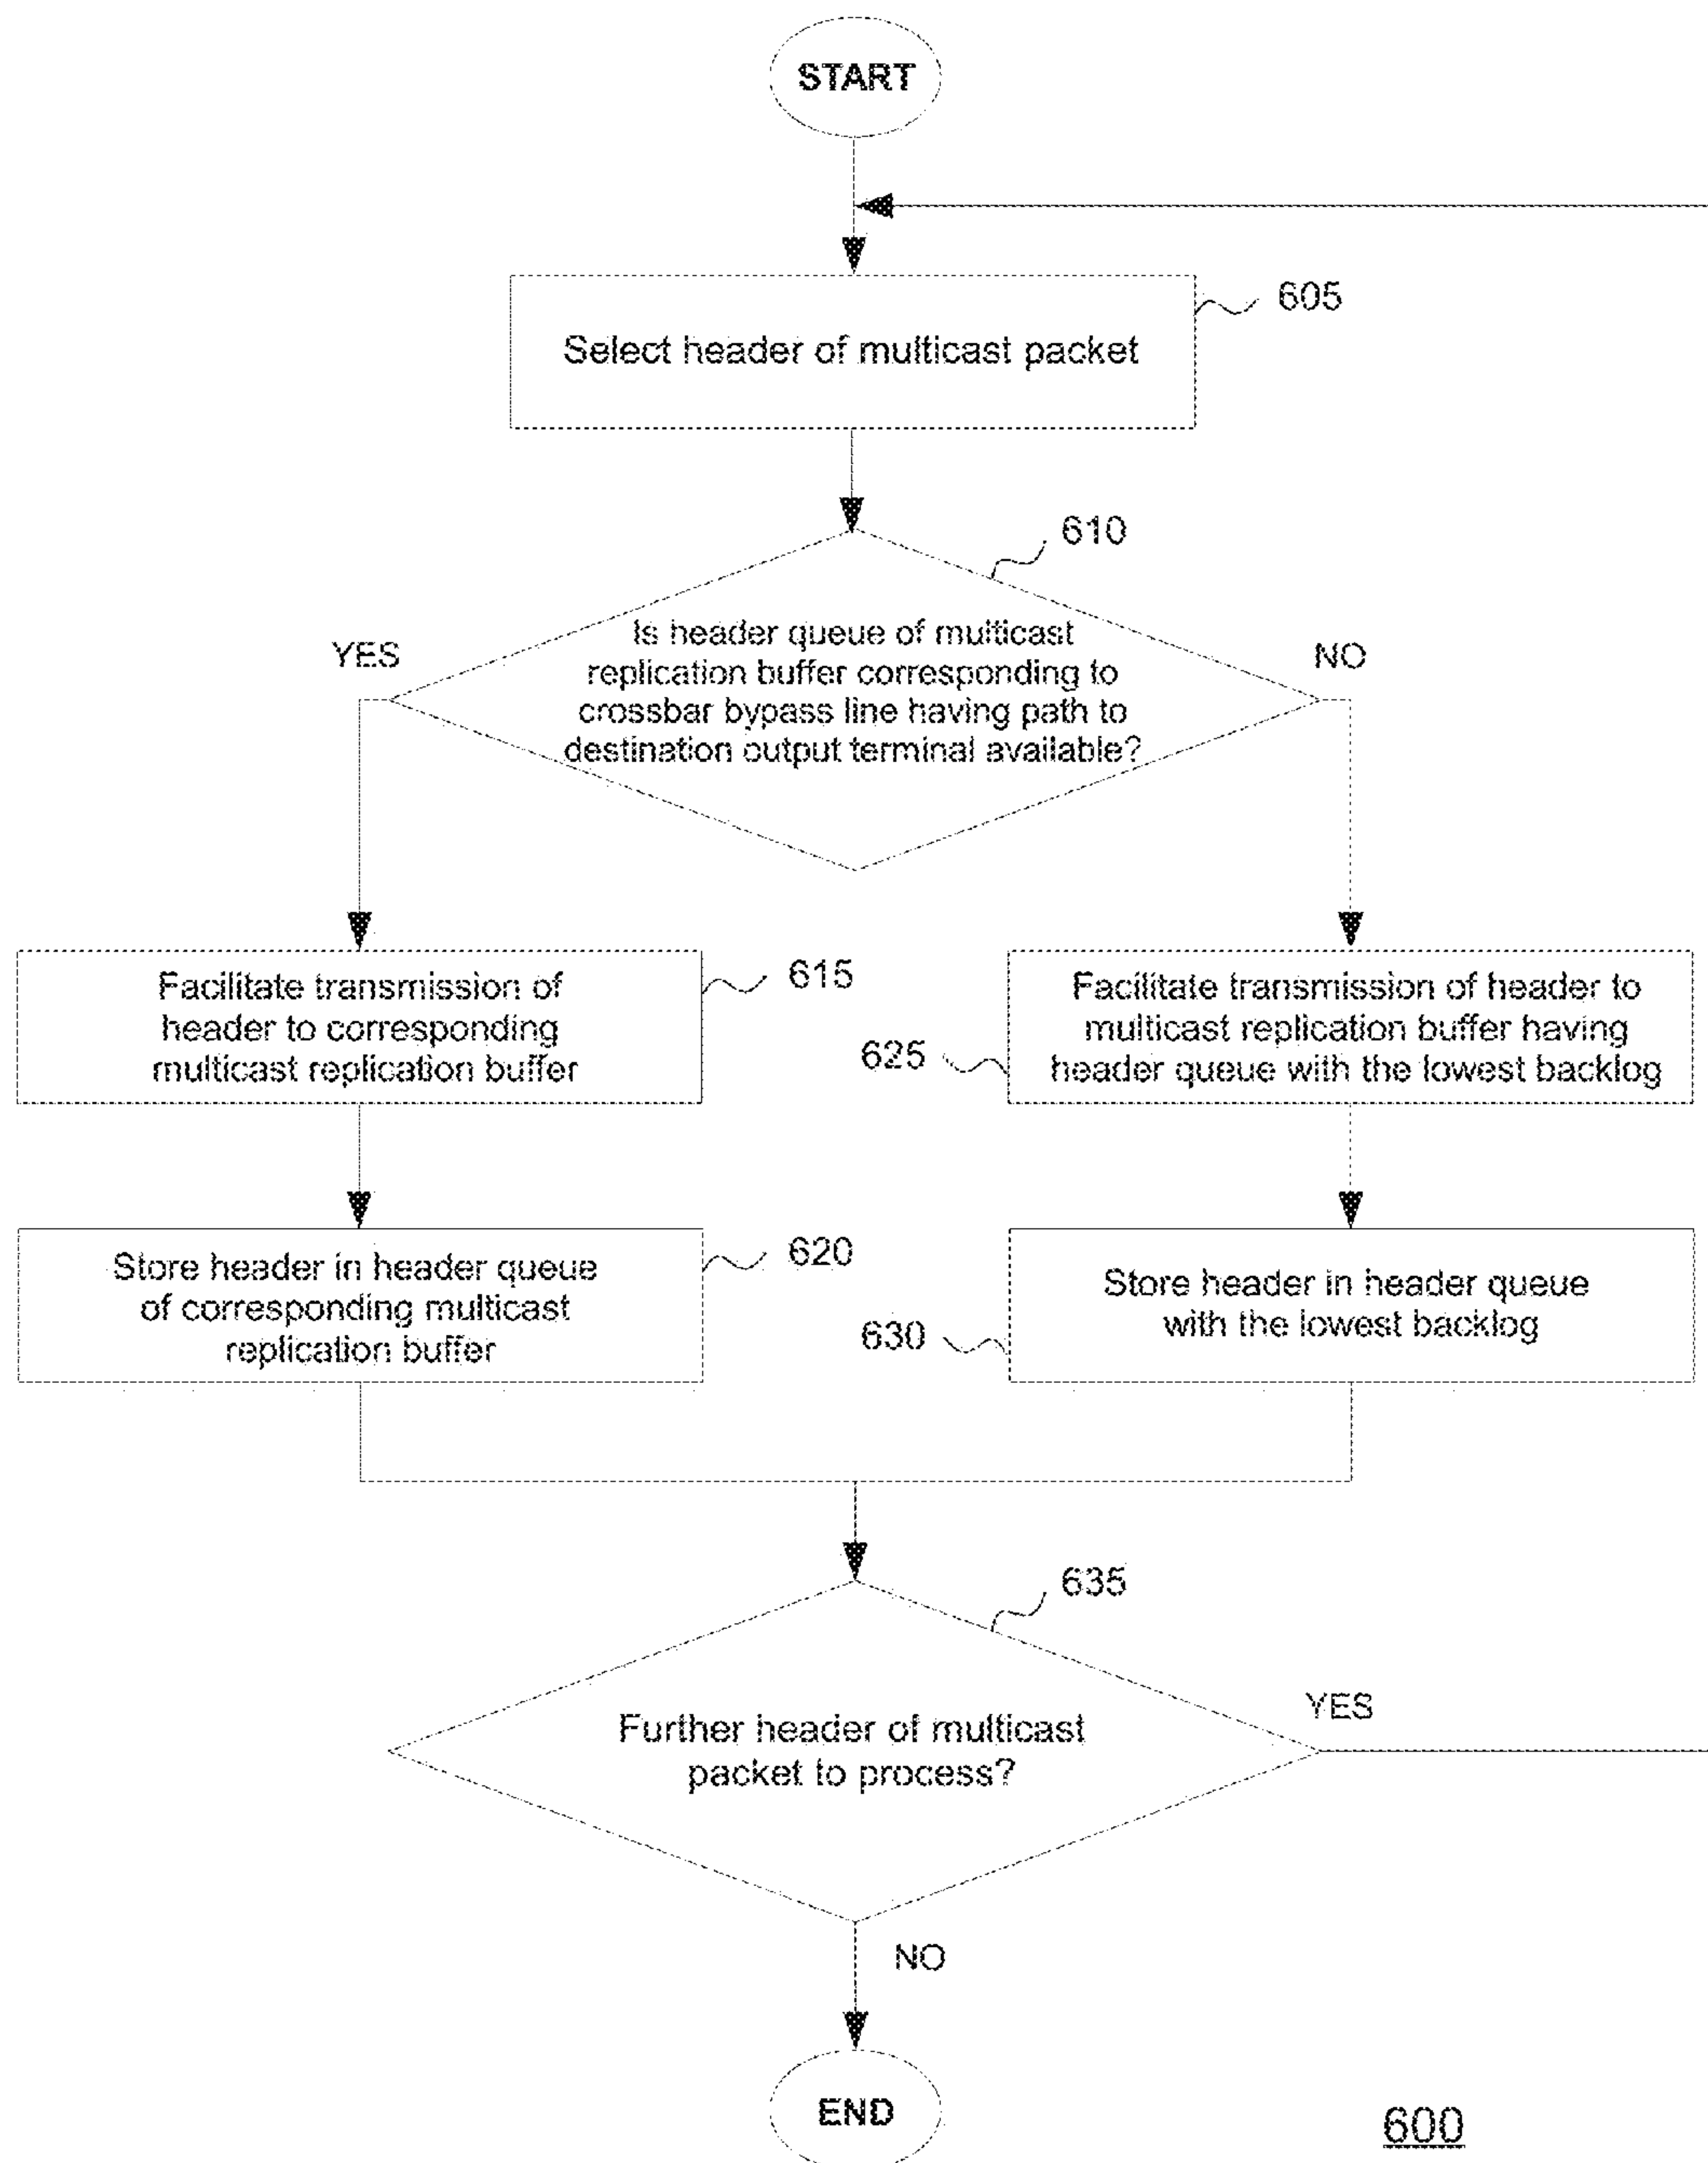 START
605
Select header of multicast packet
610
Is header queue of multicast
replication buffer corresponding to
crossbar bypass line having path to
destination output terminal available?
YES
NO
Facilitate transmission of
header to corresponding
multicast replication buffer
615
625
Facilitate transmission of header to
multicast replication buffer having
header queue with the lowest backlog
Store header in header queue
of corresponding multicast
replication buffer
620
630
Store header in header queue
with the lowest backlog
635
Further header of multicast
packet to process?
YES
NO
END
600